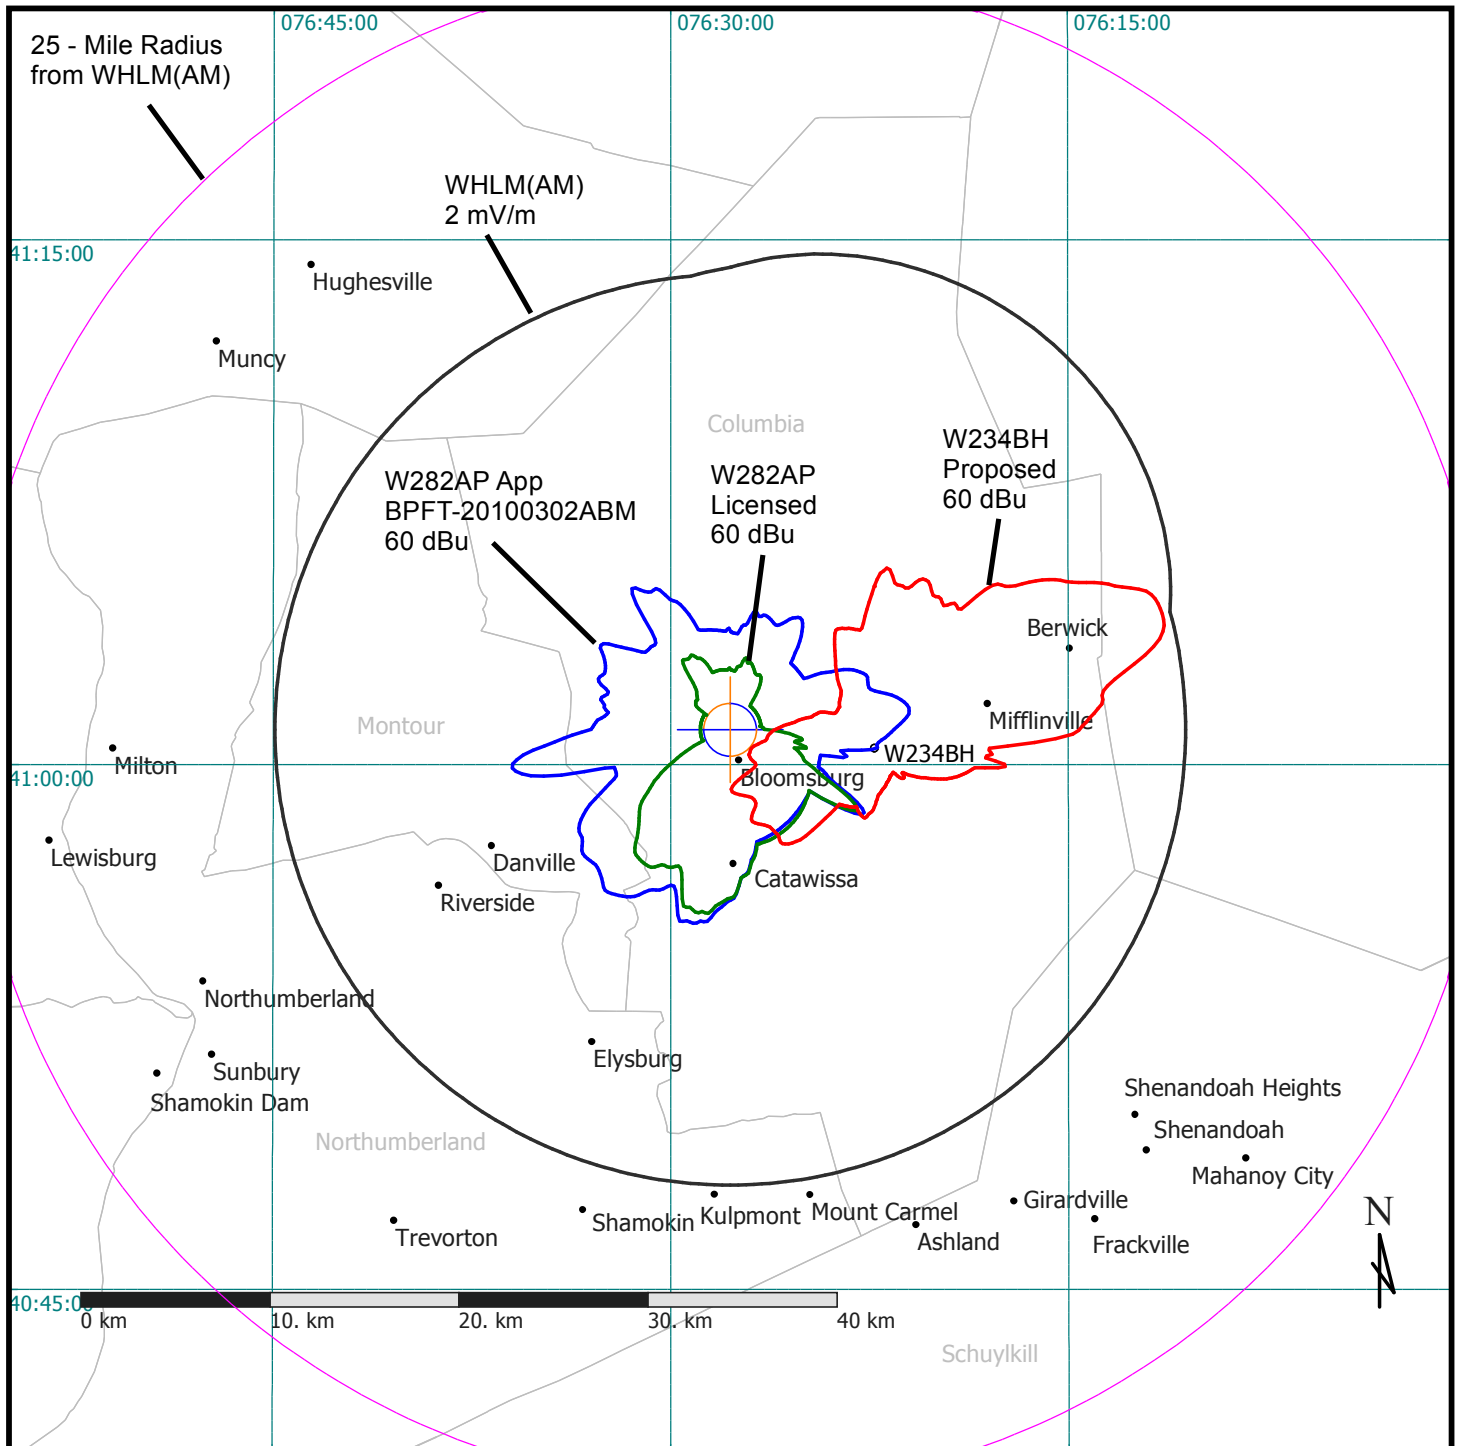 076:45:00
076:30:00
076:15:00
25 - Mile Radius
from WHLM(AM)
WHLM(AM)
2 mV/m
41:15:00
Hughesville
Muncy
Columbia
W234BH
Proposed
60 dBu
W282AP App
BPFT-20100302ABM
60 dBu
W282AP
Licensed
60 dBu
Berwick
Mifflinville
Montour
W234BH
Milton
41:00:00
Bloomsburg
Lewisburg
Danville
Catawissa
Riverside
Northumberland
Elysburg
Sunbury
Shamokin Dam
Shenandoah Heights
Shenandoah
Mahanoy City
Northumberland
Girardville
Kulpmont
Mount Carmel
Shamokin
Trevorton
Ashland
Frackville
N
40:45:00
0 km
10. km
20. km
30. km
40 km
Schuylkill